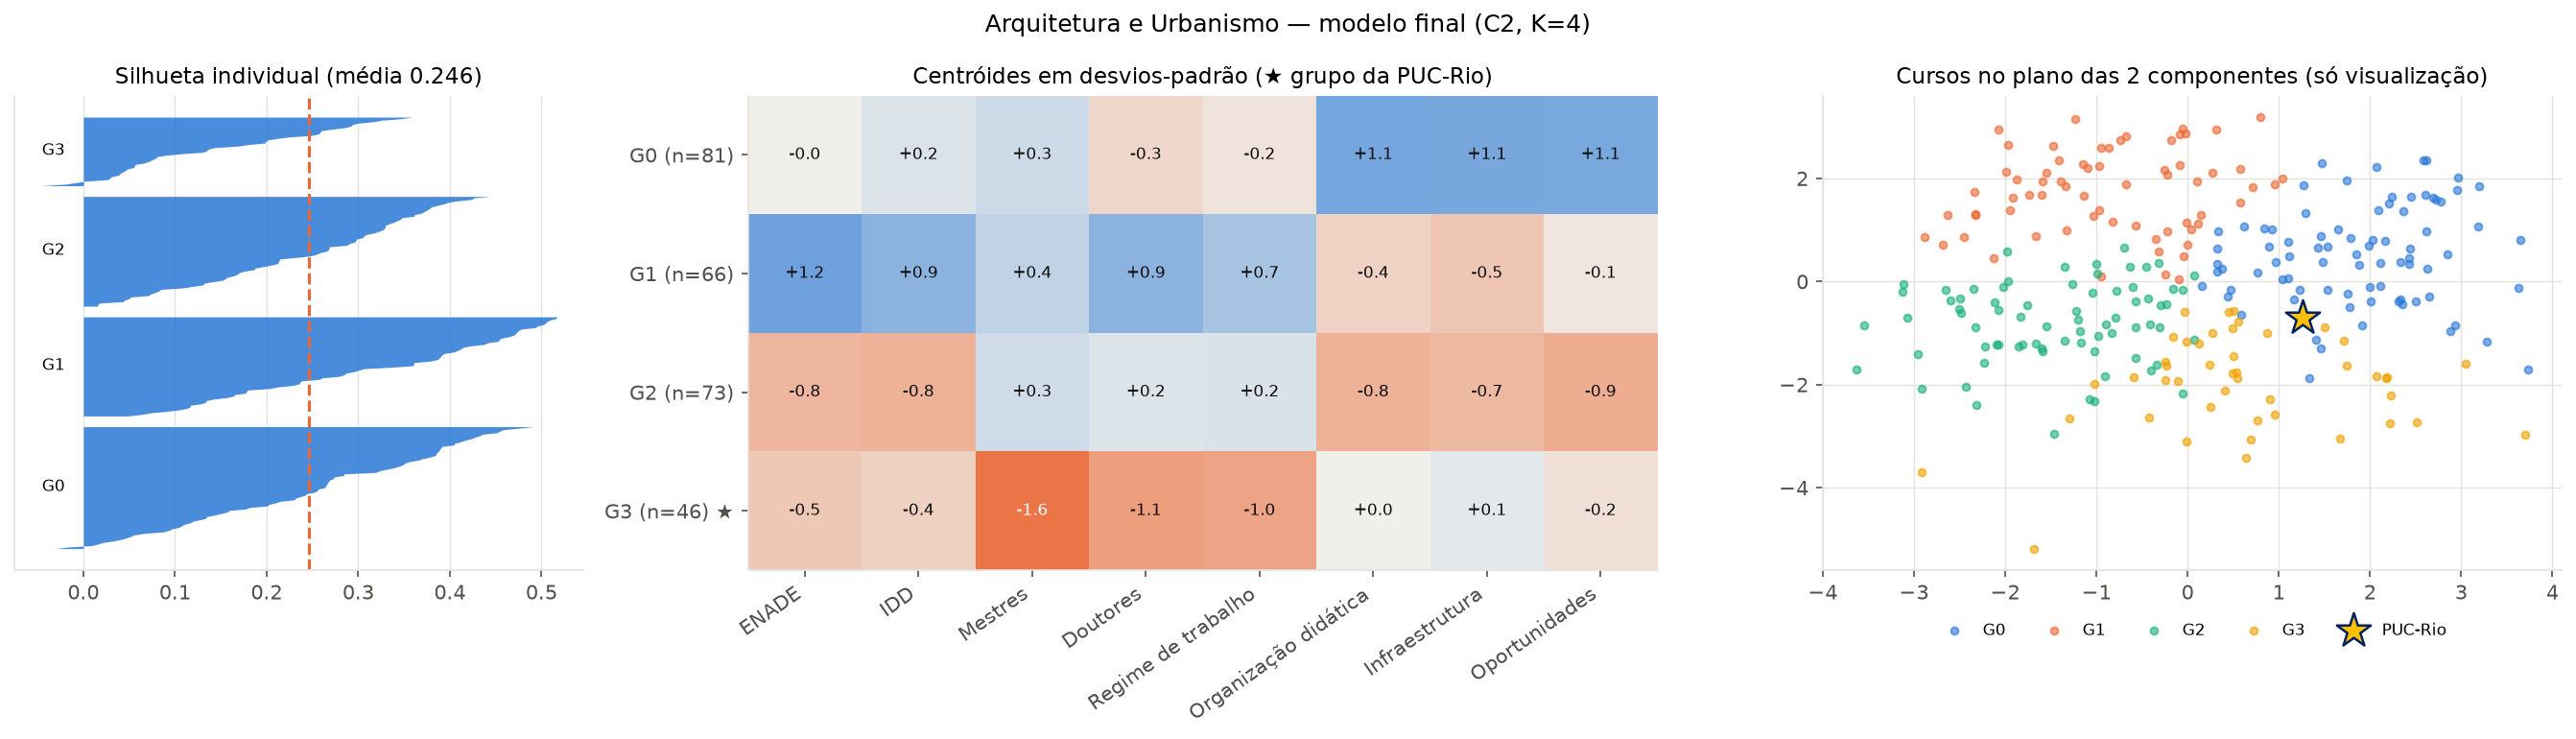 Arquitetura e Urbanismo — modelo final (C2, K=4)
Silhueta individual (média 0.246)
G3
G2
G1
G0
0.0 0.1 0.2 0.3 0.4 0.5
Centróides em desvios-padrão (★ grupo da PUC-Rio)
G0 (n=81) -0.0 +0.2 +0.3 -0.3 -0.2 +1.1 +1.1 +1.1
G1 (n=66) +1.2 +0.9 +0.4 +0.9 +0.7 -0.4 -0.5 -0.1
G2 (n=73) -0.8 -0.8 +0.3 +0.2 +0.2 -0.8 -0.7 -0.9
G3 (n=46) ★ -0.5 -0.4 -1.6 -1.1 -1.0 +0.0 +0.1 -0.2
ENADE
IDD
Mestres
Doutores
Regime de trabalho
Organização didática
Infraestrutura
Oportunidades
Cursos no plano das 2 componentes (só visualização)
2
0
−2
−4
−4 −3 −2 −1 0 1 2 3 4
G0 G1 G2 G3 PUC-Rio